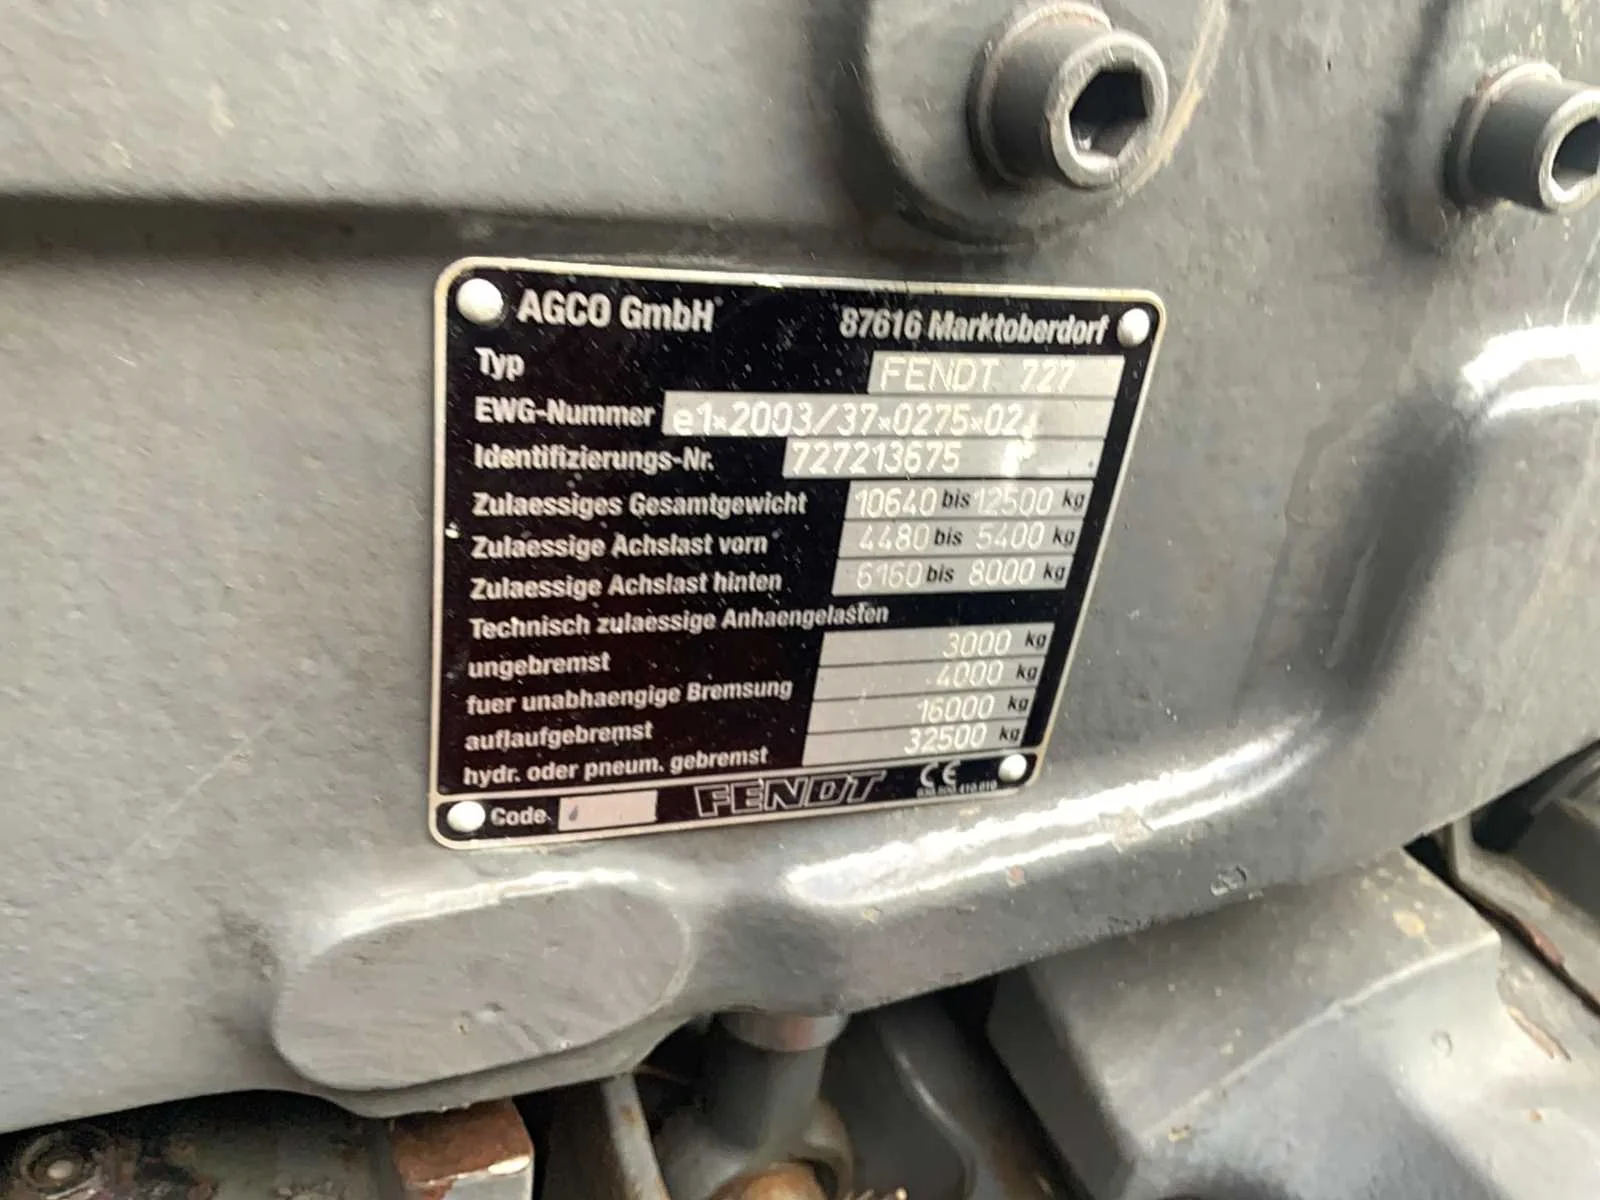 AGCO GmbH 87616 Marktoberdorf
Typ FENDT 727
EWG-Nummer e1*2003/37*0275*02
Identifizierungs-Nr. 727213675
Zulaessiges Gesamtgewicht 10640 bis 12500 kg
Zulaessige Achslast vorn 4480 bis 5400 kg
Zulaessige Achslast hinten 6160 bis 8000 kg
Technisch zulaessige Anhaengelasten
ungebremst 3000 kg
fuer unabhaengige Bremsung 4000 kg
auflaufgebremst 16000 kg
hydr. oder pneum. gebremst 32500 kg
Code FENDT CE